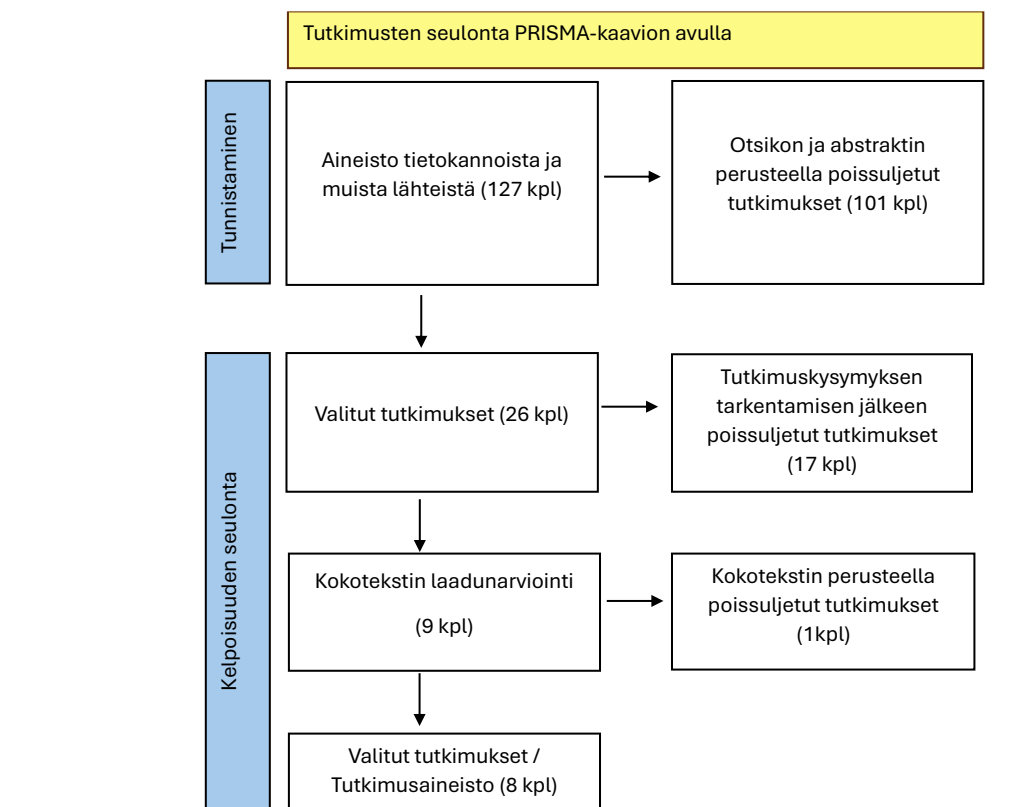 Tutkimusten seulonta PRISMA-kaavion avulla
Tunnistaminen
Aineisto tietokannoista ja
muista lähteistä (127 kpl)
Otsikon ja abstraktin
perusteella poissuljetut
tutkimukset (101 kpl)
Kelpoisuuden seulonta
Valitut tutkimukset (26 kpl)
Tutkimuskysymyksen
tarkentamisen jälkeen
poissuljetut tutkimukset
(17 kpl)
Kokotekstin laadunarviointi
(9 kpl)
Kokotekstin perusteella
poissuljetut tutkimukset
(1kpl)
Valitut tutkimukset /
Tutkimusaineisto (8 kpl)